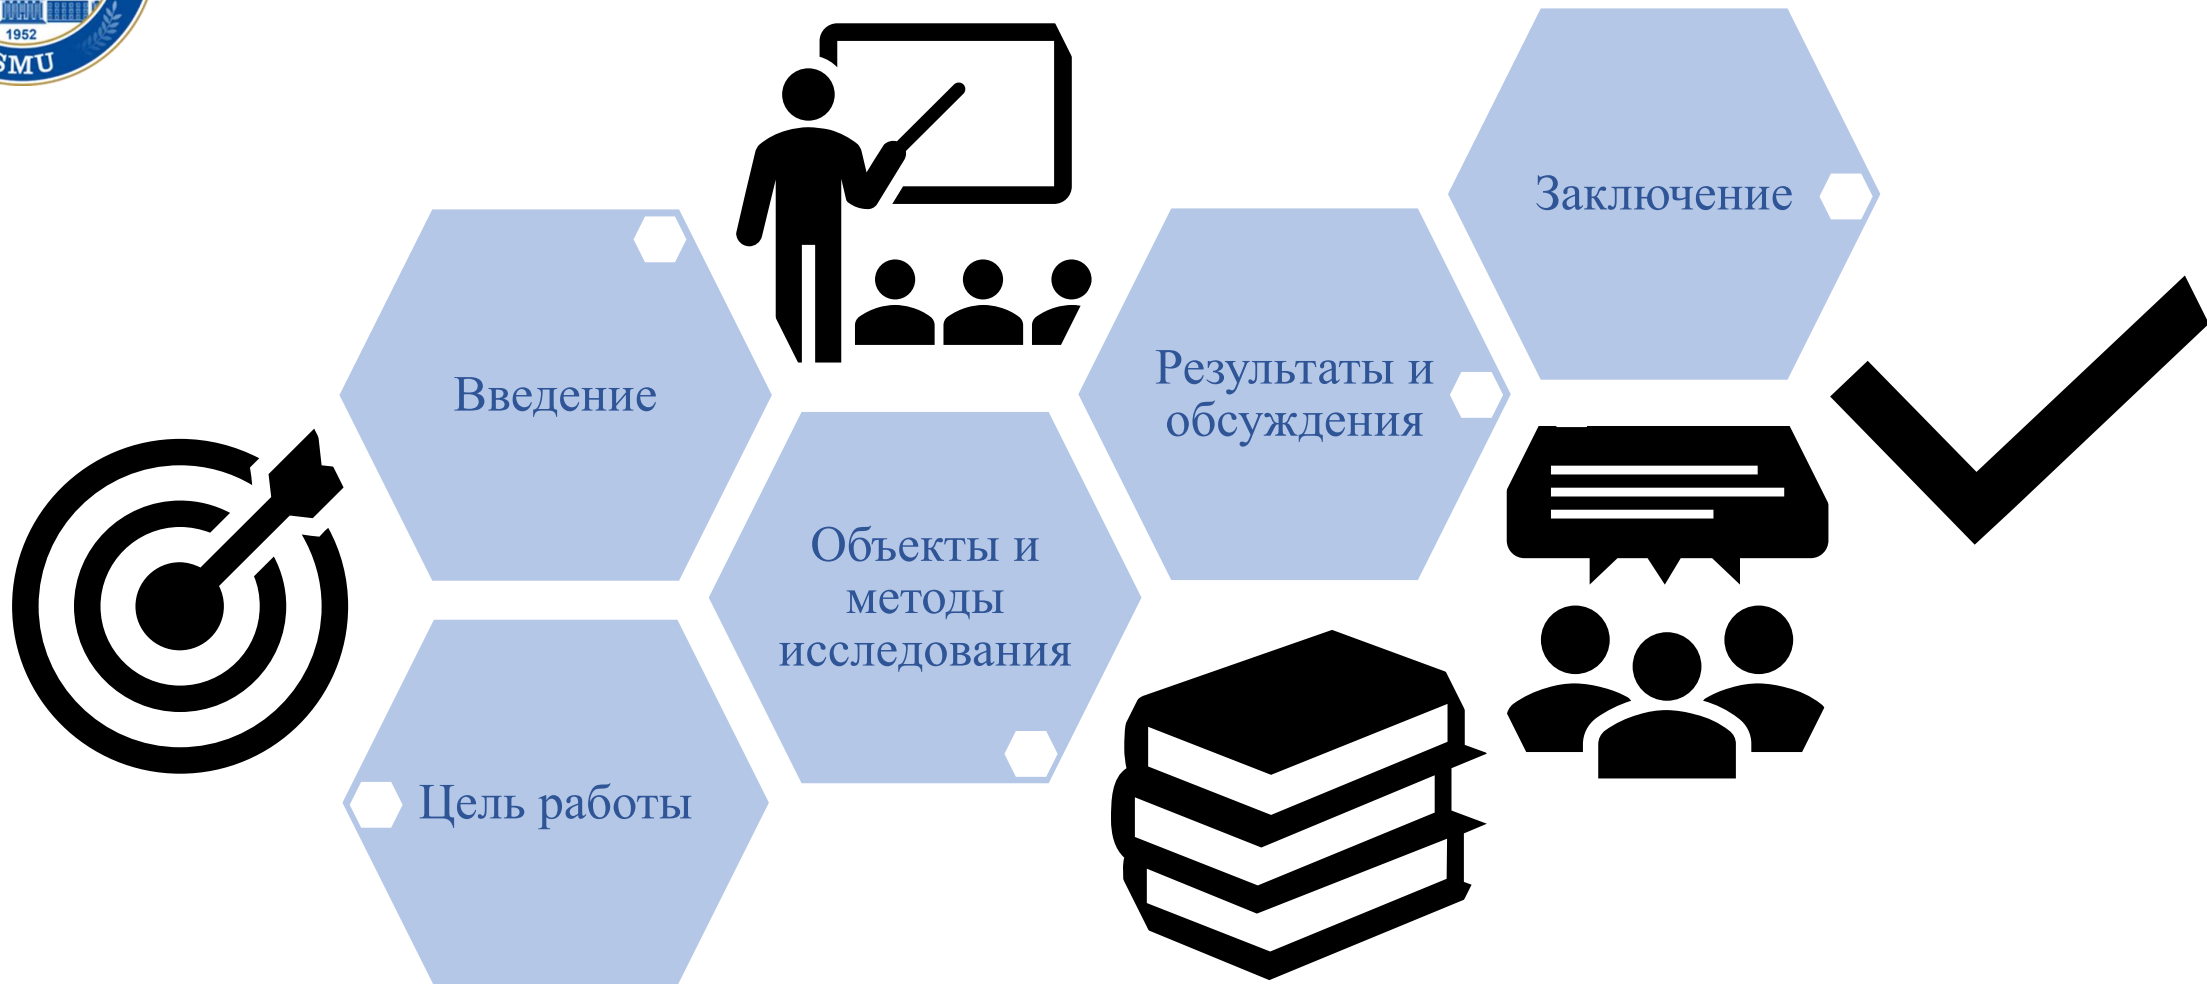 1952
SMU
Введение
Цель работы
Объекты и
методы
исследования
Результаты и
обсуждения
Заключение